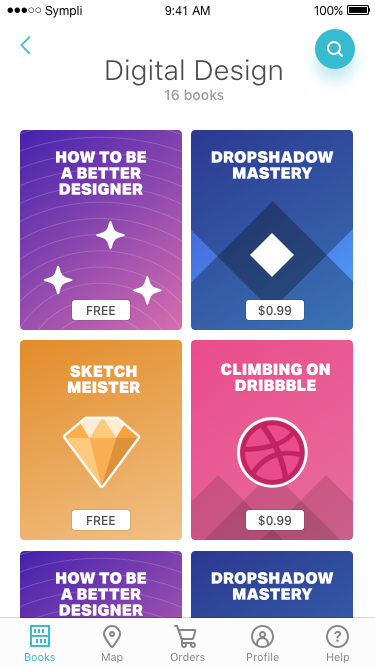 Sympli
9:41 AM
100%
Digital Design
16 books
HOW TO BE
A BETTER
DESIGNER
FREE
DROPSHADOW
MASTERY
$0.99
SKETCH
MEISTER
FREE
CLIMBING ON
DRIBBBLE
$0.99
HOW TO BE
A BETTER
DESIGNER
DROPSHADOW
MASTERY
Books
Map
Orders
Profile
?
Help